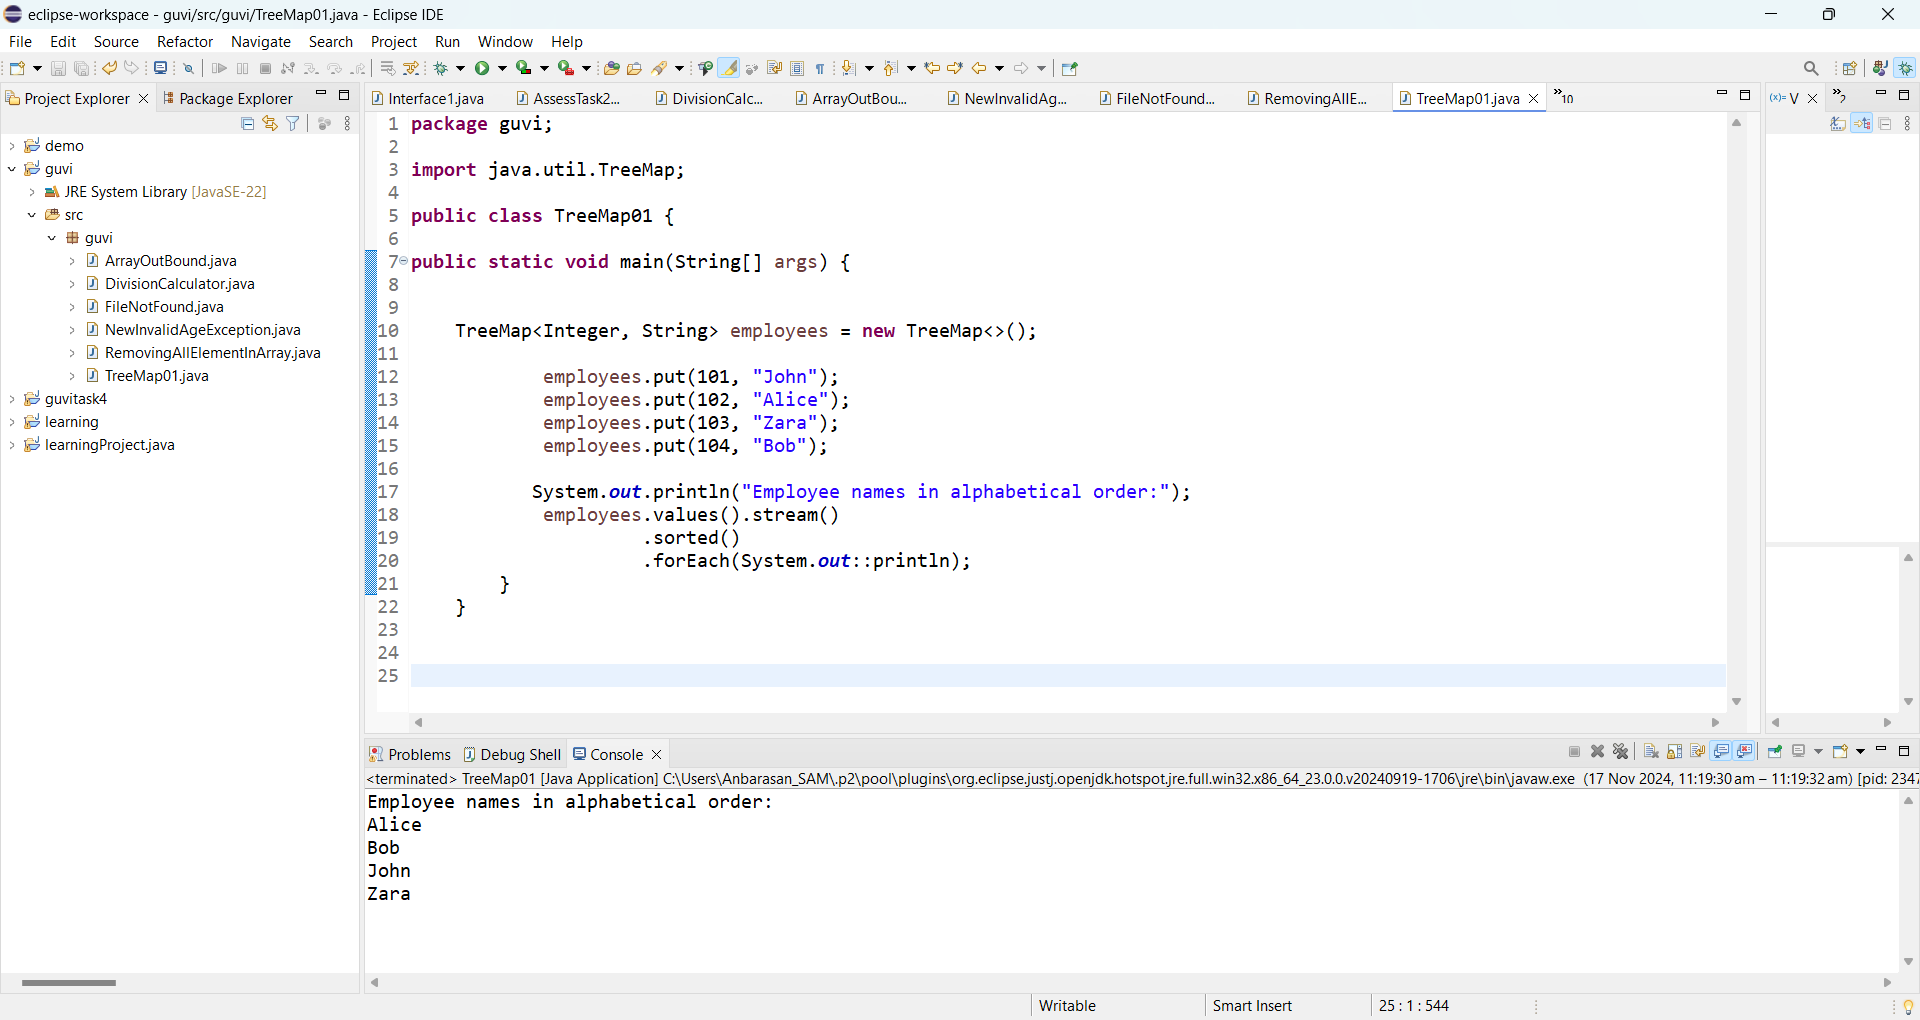 eclipse-workspace - guvi/src/guvi/TreeMap01.java - Eclipse IDE
File Edit Source Refactor Navigate Search Project Run Window Help
Project Explorer Package Explorer
demo
guvi
JRE System Library [JavaSE-22]
src
guvi
ArrayOutBound.java
DivisionCalculator.java
FileNotFound.java
NewInvalidAgeException.java
RemovingAllElementInArray.java
TreeMap01.java
guvitask4
learning
learningProject.java
Interface1.java AssessTask2... DivisionCalc... ArrayOutBou... NewInvalidAg... FileNotFound... RemovingAllE... TreeMap01.java »10
1 package guvi;
2
3 import java.util.TreeMap;
4
5 public class TreeMap01 {
6
7 public static void main(String[] args) {
8
9
10 TreeMap<Integer, String> employees = new TreeMap<>();
11
12 employees.put(101, "John");
13 employees.put(102, "Alice");
14 employees.put(103, "Zara");
15 employees.put(104, "Bob");
16
17 System.out.println("Employee names in alphabetical order:");
18 employees.values().stream()
19 .sorted()
20 .forEach(System.out::println);
21 }
22 }
23
24
25
(x)= V »2
Problems Debug Shell Console
<terminated> TreeMap01 [Java Application] C:\Users\Anbarasan_SAM\.p2\pool\plugins\org.eclipse.justj.openjdk.hotspot.jre.full.win32.x86_64_23.0.0.v20240919-1706\jre\bin\javaw.exe (17 Nov 2024, 11:19:30 am – 11:19:32 am) [pid: 2347
Employee names in alphabetical order:
Alice
Bob
John
Zara
Writable Smart Insert 25 : 1 : 544